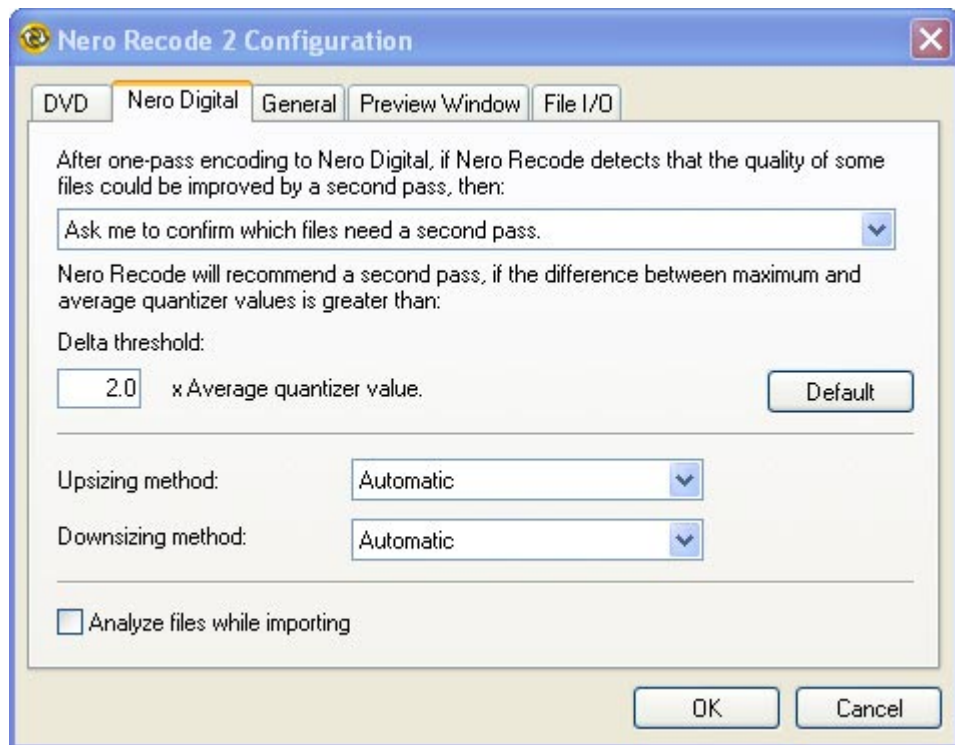 Nero Recode 2 Configuration
DVD Nero Digital General Preview Window File I/O
After one-pass encoding to Nero Digital, if Nero Recode detects that the quality of some
files could be improved by a second pass, then:
Ask me to confirm which files need a second pass.
Nero Recode will recommend a second pass, if the difference between maximum and
average quantizer values is greater than:
Delta threshold:
2.0 x Average quantizer value. Default
Upsizing method: Automatic
Downsizing method: Automatic
Analyze files while importing
OK Cancel